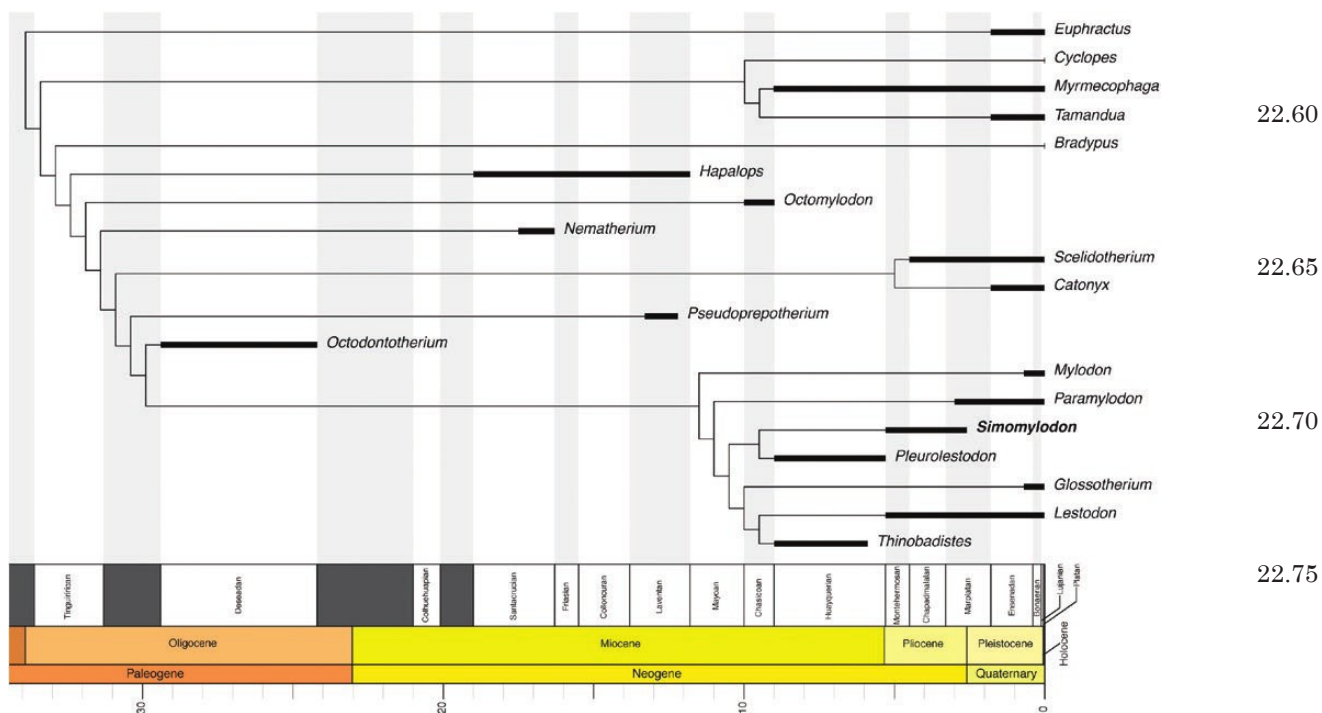 Euphractus
Cyclopes
Myrmecophaga
Tamandua
22.60
Bradypus
Hapalops
Octomylodon
Nematherium
Scelidotherium
22.65
Catonyx
Pseudoprepotherium
Octodontotherium
Mylodon
Paramylodon
22.70
Simomylodon
Pleurolestodon
Glossotherium
Lestodon
Thinobadistes
22.75
Tinguirirican
Deseadan
Colhuehuapian
Santacrucian
Friasian
Colloncuran
Laventan
Mayoan
Chasicoan
Huayquerian
Montehermosan
Chapadmalalan
Marplatan
Ensenadan
Bonaerian
Lujanian
Platan
Oligocene
Miocene
Pliocene
Pleistocene
Holocene
Paleogene
Neogene
Quaternary
30
20
10
0